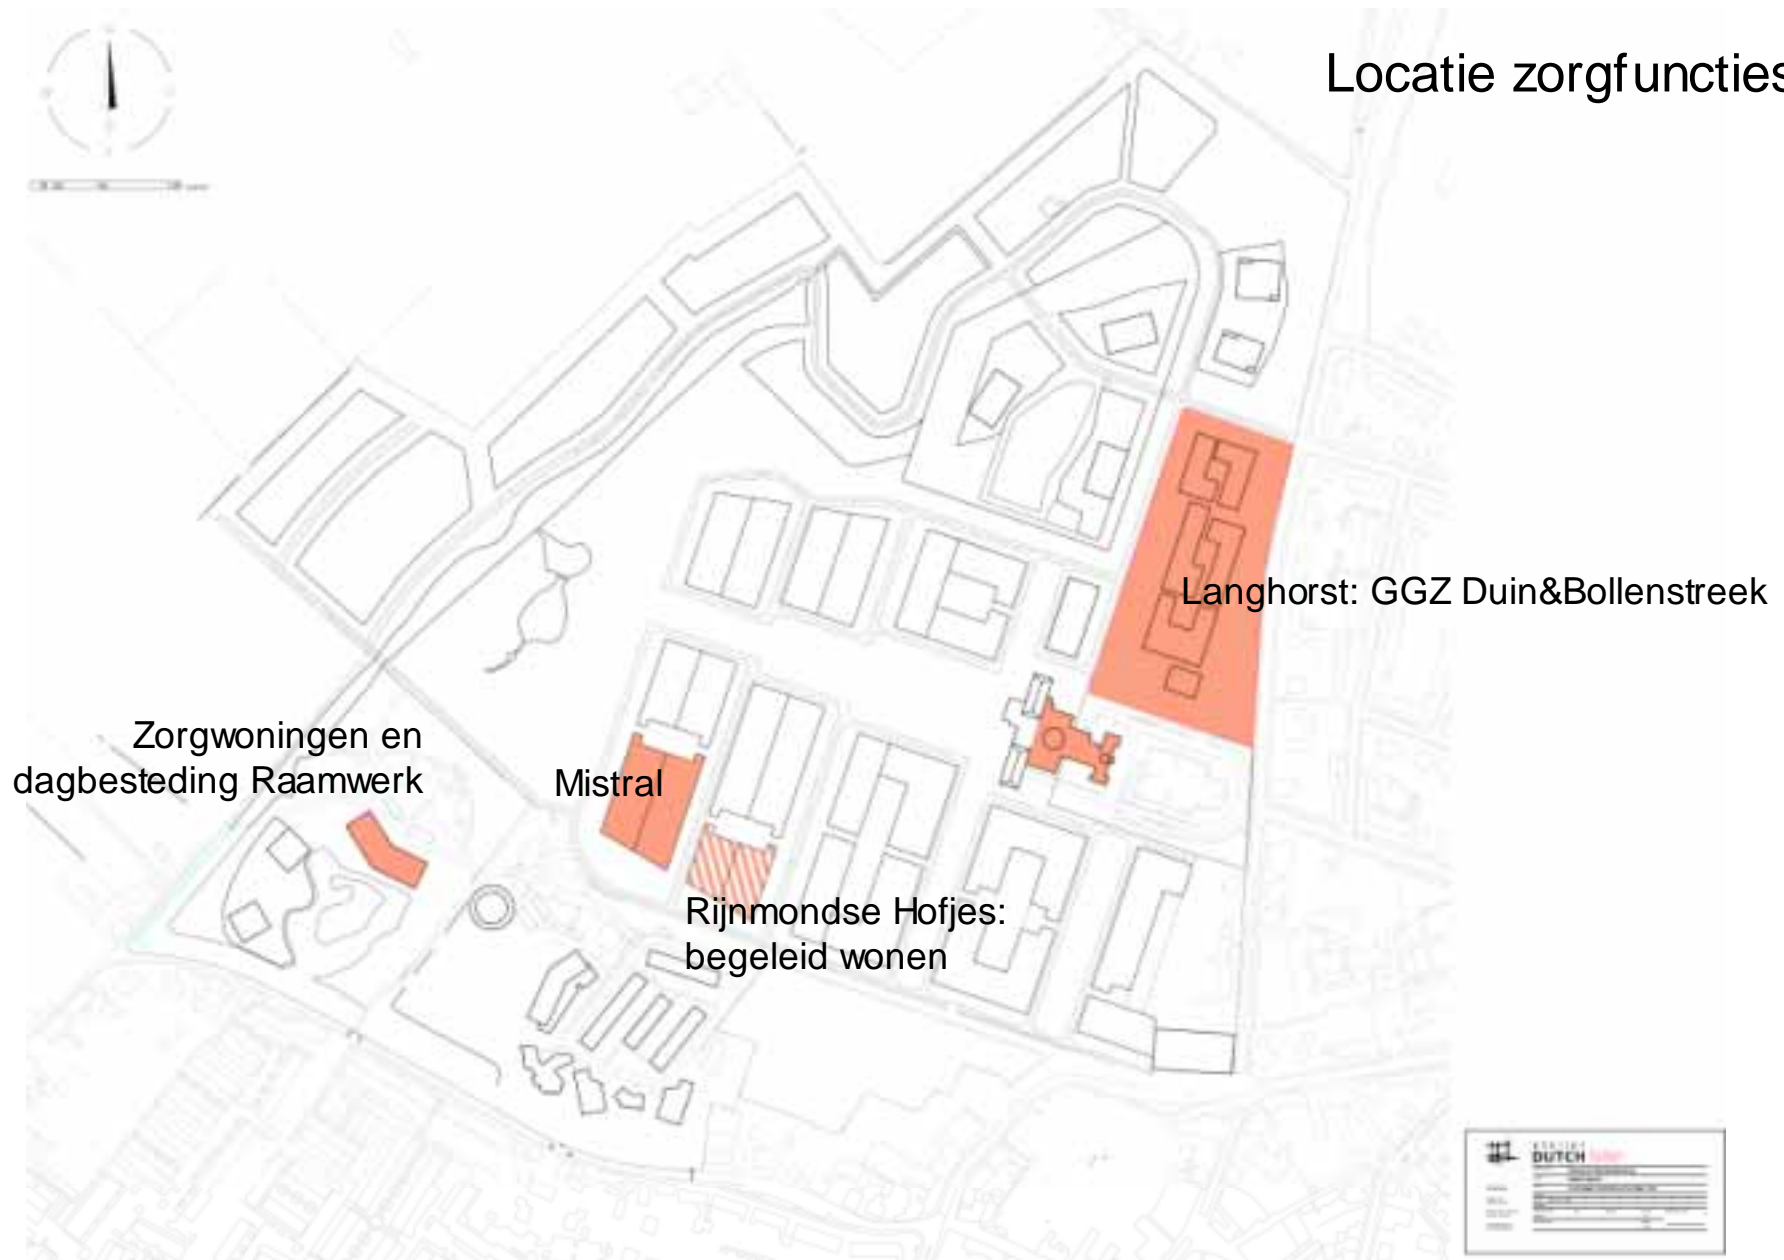 Locatie zorgfuncties
Langhorst: GGZ Duin&Bollenstreek
Zorgwoningen en
dagbesteding Raamwerk
Mistral
Rijnmondse Hofjes:
begeleid wonen
DUTCH